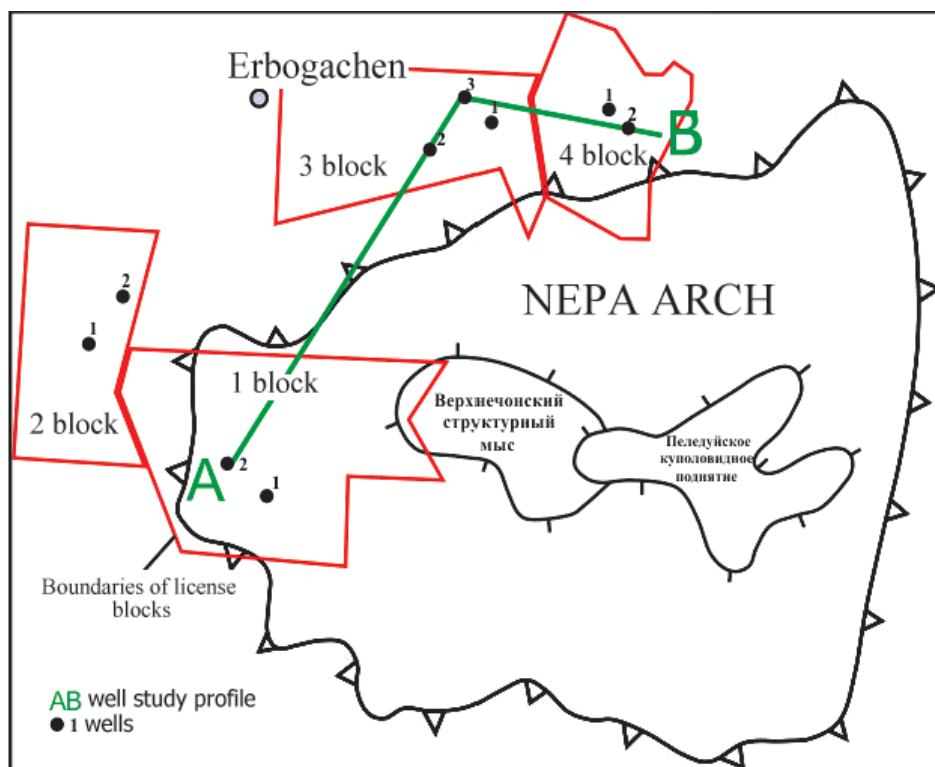 Erbogachen
3
1
2
3 block
1
2
4 block
B
2
1
2 block
NEPA ARCH
1 block
A
2
1
Верхнечонский
структурный
мыс
Пеледуйское
куполовидное
поднятие
Boundaries of license
blocks
AB well study profile
1 wells